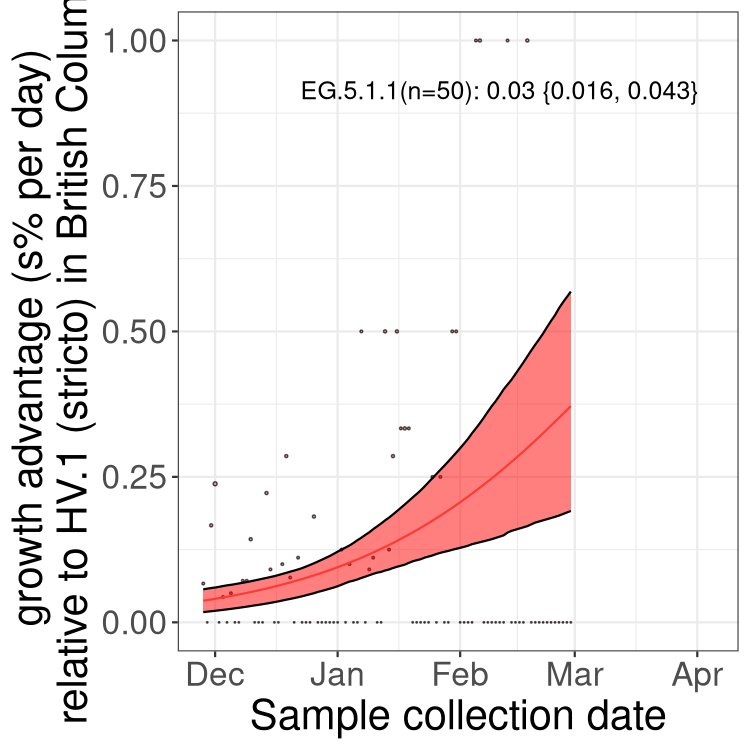 growth advantage (s% per day)
relative to HV.1 (stricto) in British Colum
1.00
0.75
0.50
0.25
0.00
EG.5.1.1(n=50): 0.03 {0.016, 0.043}
Dec Jan Feb Mar Apr
Sample collection date